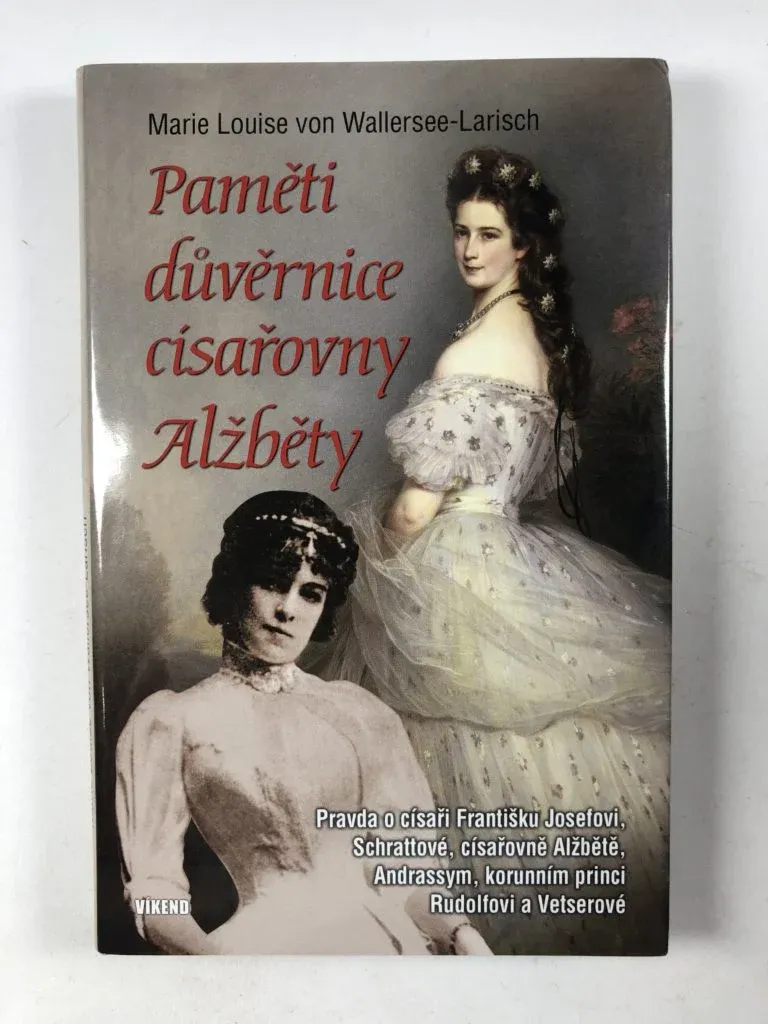 Marie Louise von Wallersee-Larisch
Paměti
důvěrnice
císařovny
Alžběty
Pravda o císaři Františku Josefovi,
Schrattové, císařovně Alžbětě,
Andrassym, korunním princi
Rudolfovi a Vetserové
VÍKEND